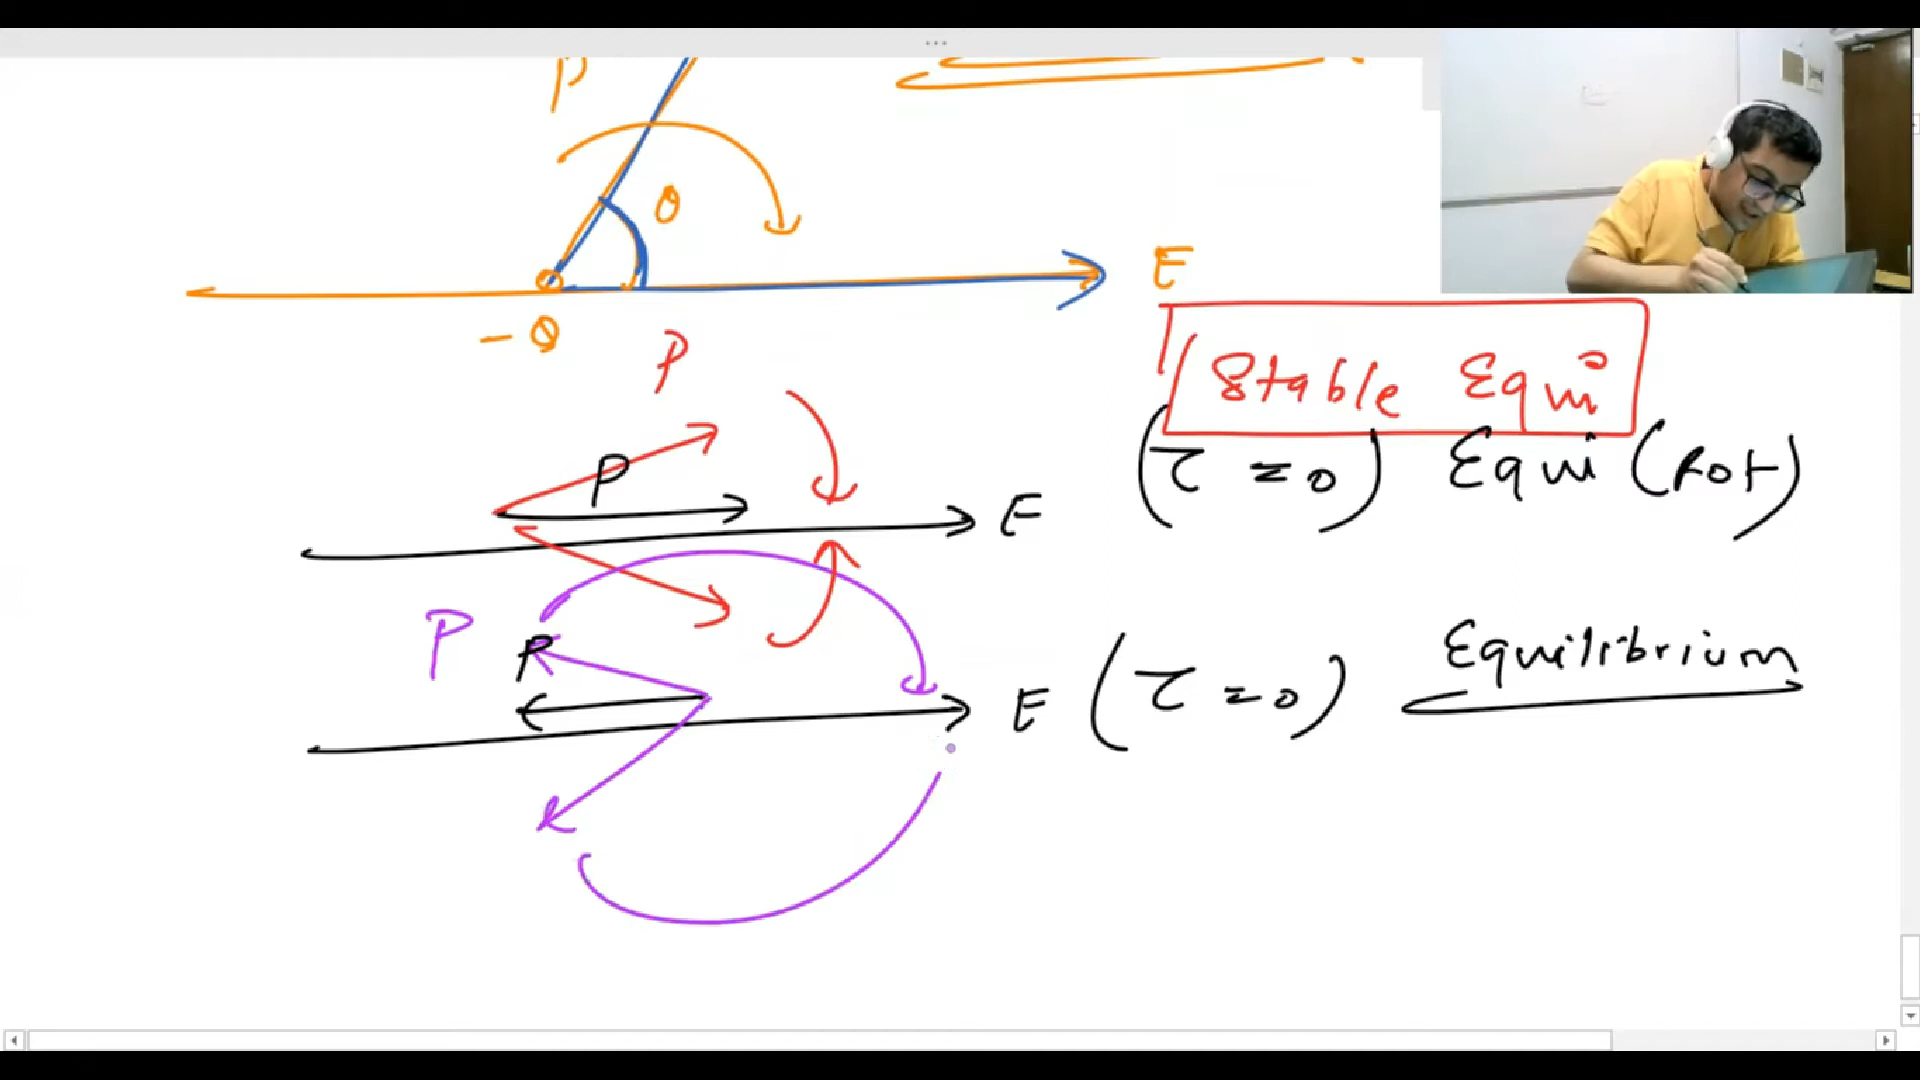 P
θ
E
- Q
P
Stable Equi
P
E
(τ = 0) Equi (Rot)
P
P
E (τ = 0) Equilibrium